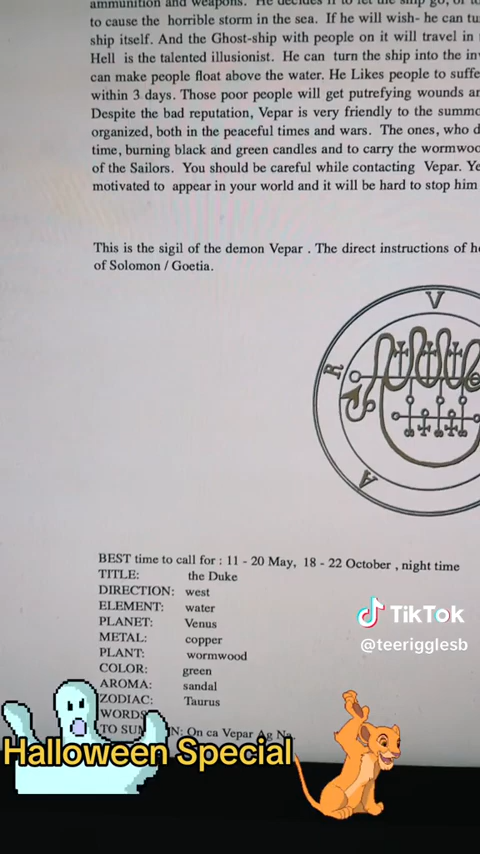 ammunition and weapons. He decides if to let the ship go, or
to cause the horrible storm in the sea. If he will wish- he can tu
ship itself. And the Ghost-ship with people on it will travel in
Hell is the talented illusionist. He can turn the ship into the in
can make people float above the water. He Likes people to suffe
within 3 days. Those poor people will get putrefying wounds a
Despite the bad reputation, Vepar is very friendly to the summo
organized, both in the peaceful times and wars. The ones, who d
time, burning black and green candles and to carry the wormwoo
of the Sailors. You should be careful while contacting Vepar. Ye
motivated to appear in your world and it will be hard to stop him
This is the sigil of the demon Vepar . The direct instructions of h
of Solomon / Goetia.
V
R
A
BEST time to call for : 11 - 20 May, 18 - 22 October , night time
TITLE: the Duke
DIRECTION: west
ELEMENT: water
PLANET: Venus
METAL: copper
PLANT: wormwood
COLOR: green
AROMA: sandal
ZODIAC: Taurus
WORDS
TO SUM N: On ca Vepar Ag Na.
TikTok
@teerigglesb
Halloween Special